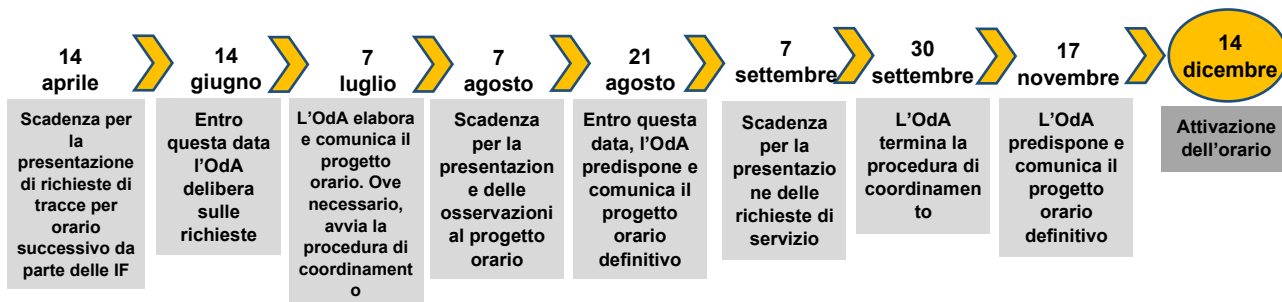 14
aprile
Scadenza per
la
presentazione
di richieste di
tracce per
orario
successivo da
parte delle IF
14
giugno
Entro
questa data
l'OdA
delibera
sulle
richieste
7
luglio
L'OdA elabora
e comunica il
progetto
orario. Ove
necessario,
avvia la
procedura di
coordinament
o
7
agosto
Scadenza
per la
presentazion
e delle
osservazioni
al progetto
orario
21
agosto
Entro questa
data, l'OdA
predispone e
comunica il
progetto
orario
definitivo
7
settembre
Scadenza
per la
presentazio
ne delle
richieste di
servizio
30
settembre
L'OdA
termina la
procedura di
coordinamen
to
17
novembre
L'OdA
predispone e
comunica il
progetto
orario
definitivo
14
dicembre
Attivazione
dell'orario